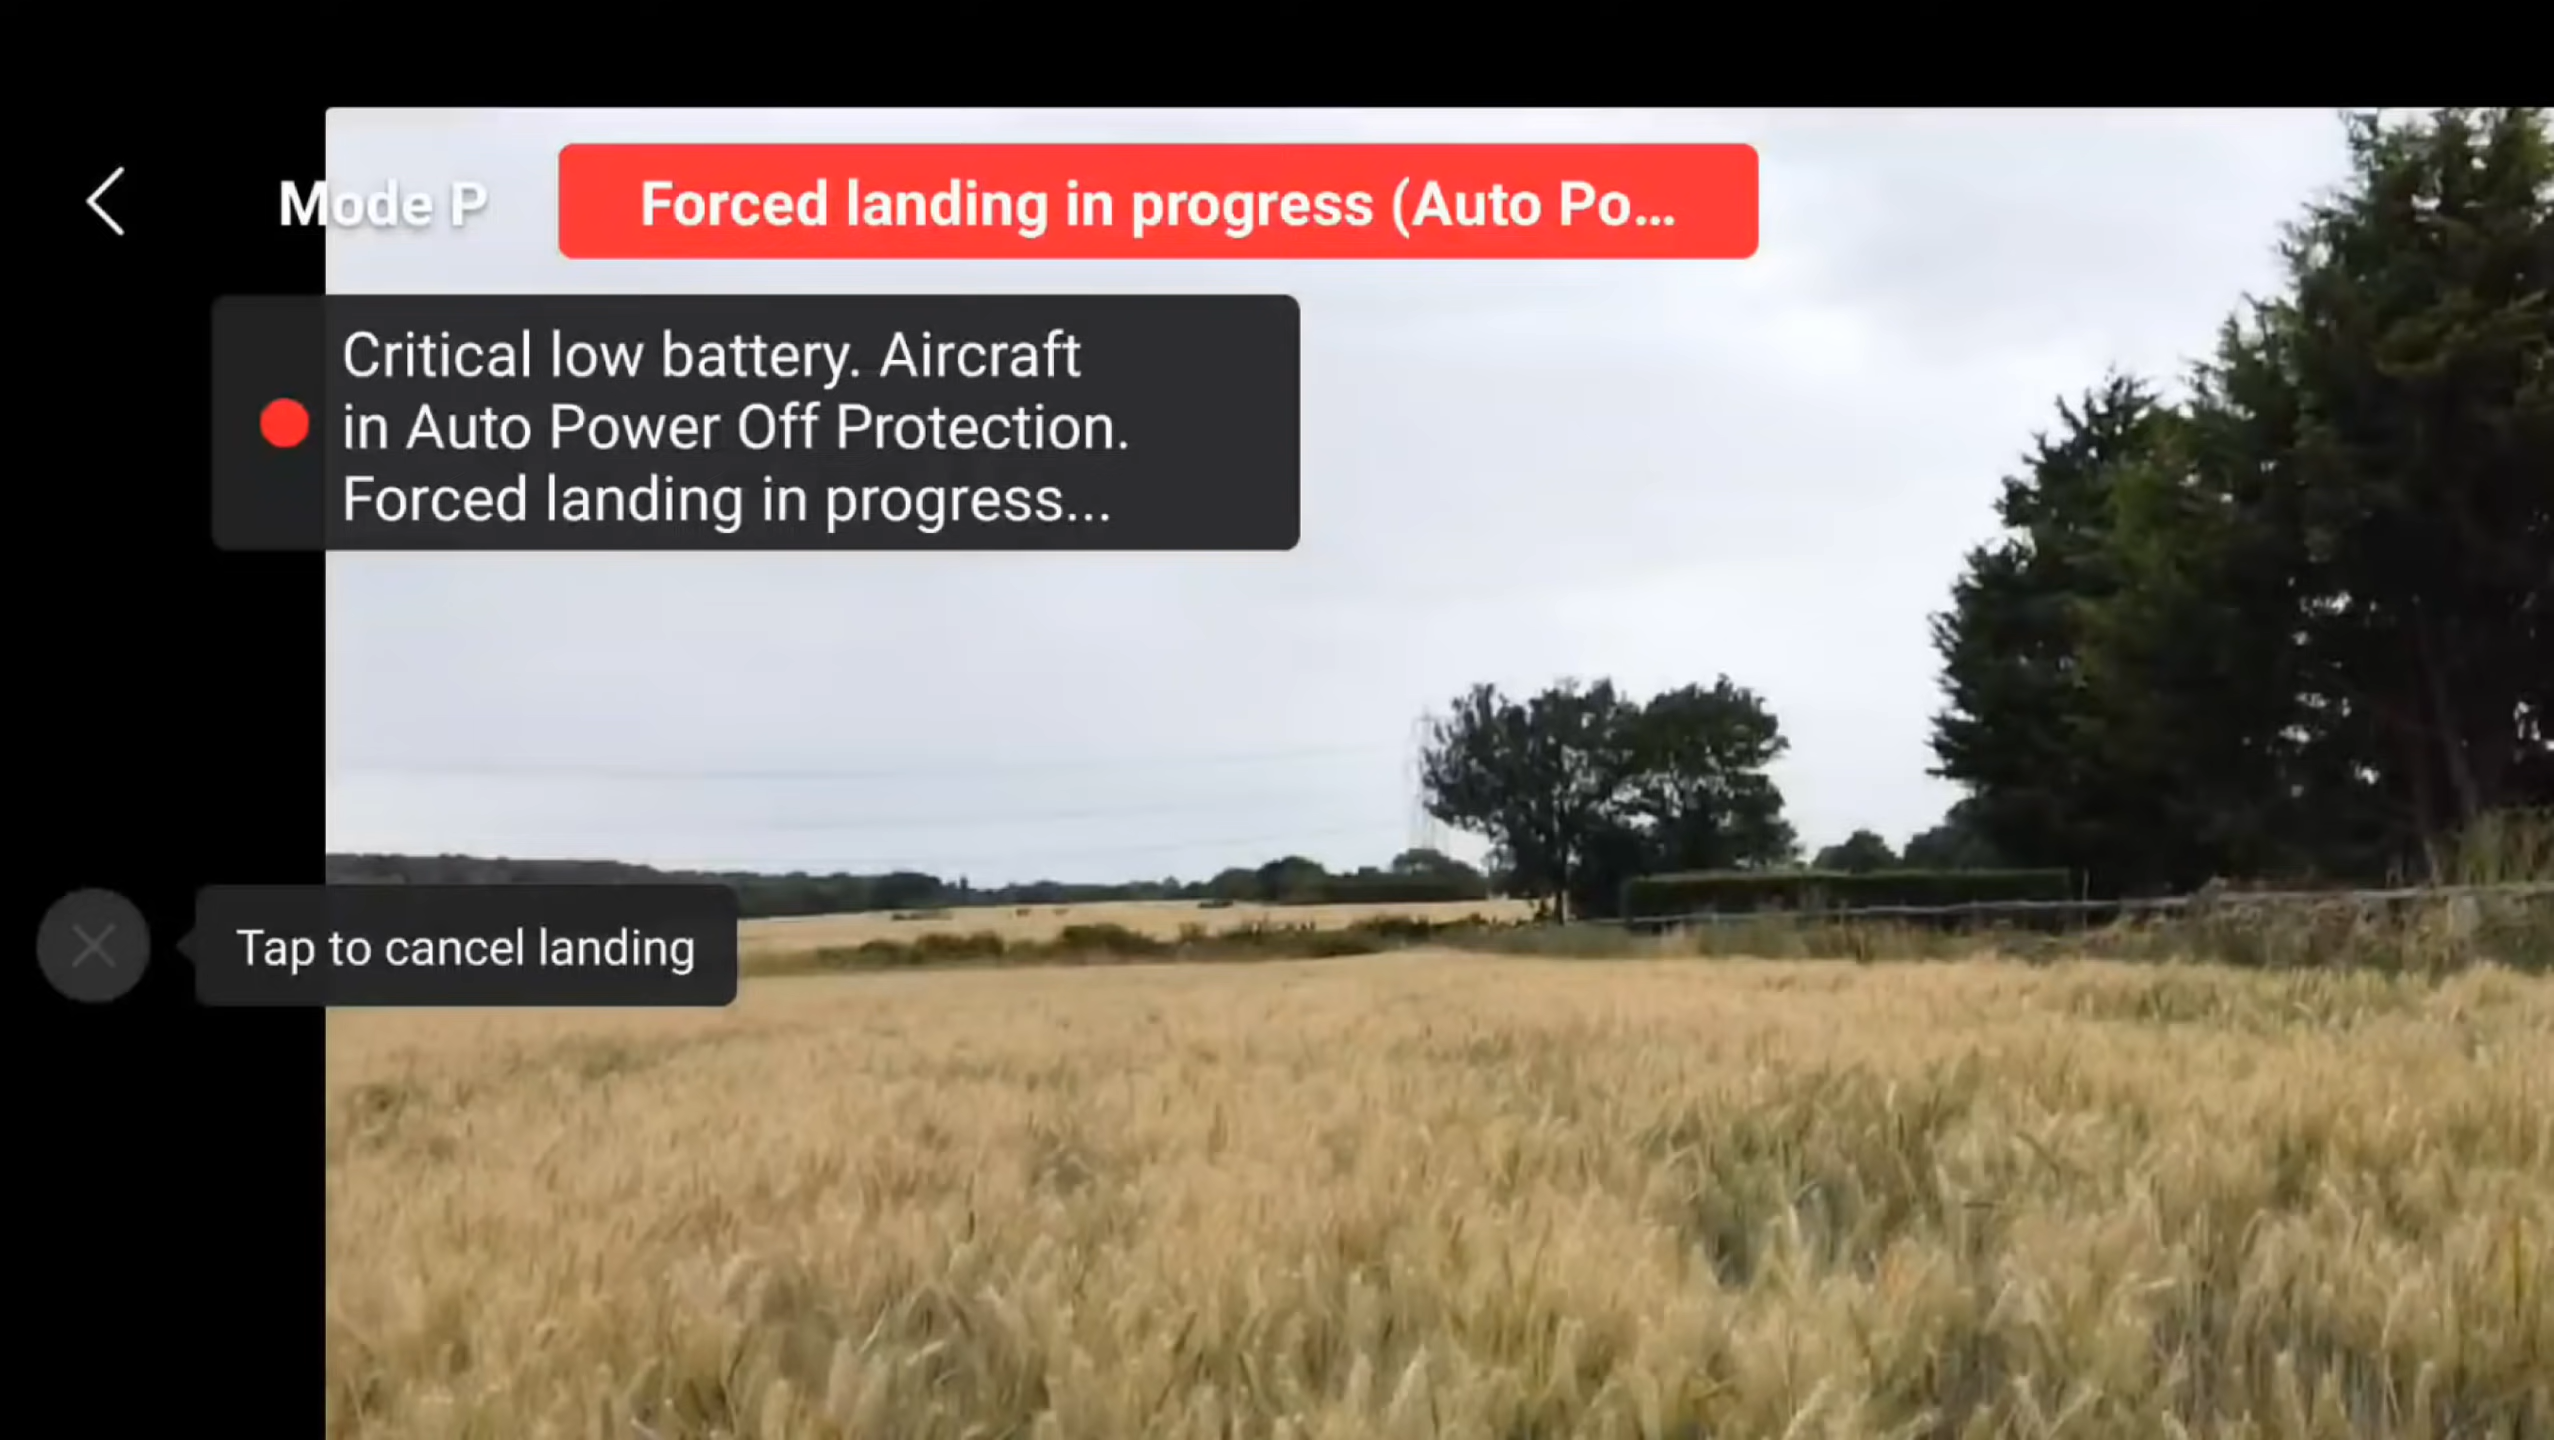 Mode P
Forced landing in progress (Auto Po...
Critical low battery. Aircraft
in Auto Power Off Protection.
Forced landing in progress...
Tap to cancel landing